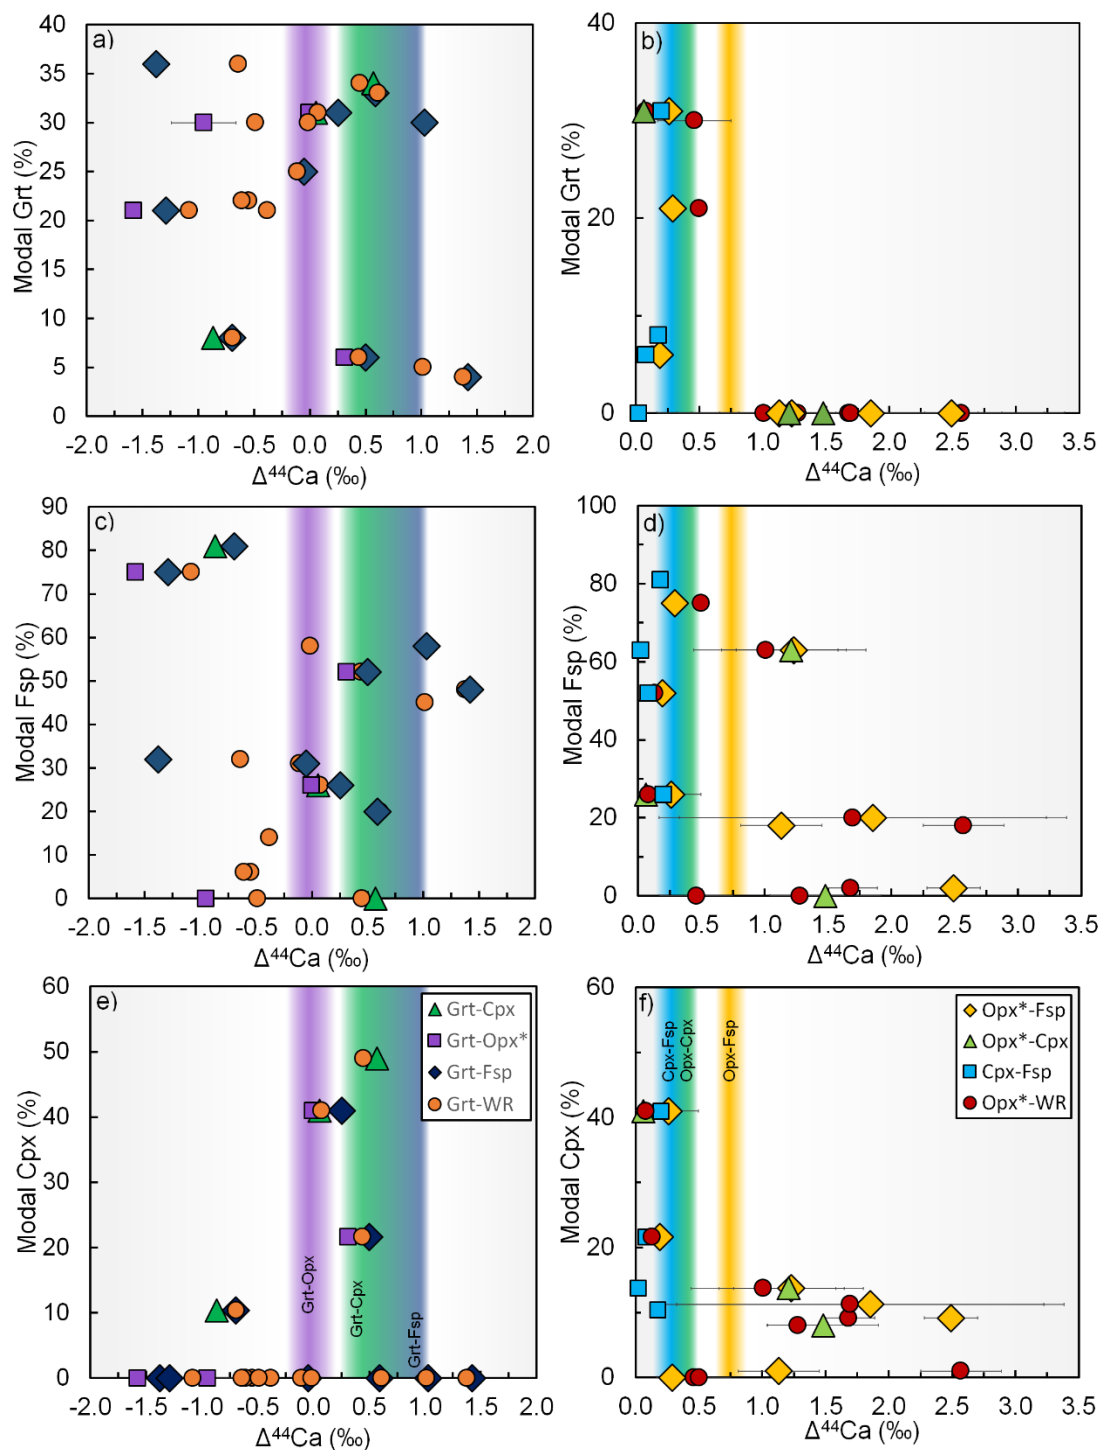 a)
Modal Grt (%)
40
35
30
25
20
15
10
5
0
-2.0
-1.5
-1.0
-0.5
0.0
0.5
1.0
1.5
2.0
Δ⁴⁴Ca (‰)
b)
Modal Grt (%)
40
20
0
0.0
0.5
1.0
1.5
2.0
2.5
3.0
3.5
Δ⁴⁴Ca (‰)
c)
Modal Fsp (%)
90
80
70
60
50
40
30
20
10
0
-2.0
-1.5
-1.0
-0.5
0.0
0.5
1.0
1.5
2.0
Δ⁴⁴Ca (‰)
d)
Modal Fsp (%)
100
80
60
40
20
0
0.0
0.5
1.0
1.5
2.0
2.5
3.0
3.5
Δ⁴⁴Ca (‰)
e)
Modal Cpx (%)
60
50
40
30
20
10
0
Grt-Cpx
Grt-Opx*
Grt-Fsp
Grt-WR
Grt-Opx
Grt-Cpx
Grt-Fsp
-2.0
-1.5
-1.0
-0.5
0.0
0.5
1.0
1.5
2.0
Δ⁴⁴Ca (‰)
f)
Modal Cpx (%)
60
40
20
0
Cpx-Fsp
Opx-Cpx
Opx-Fsp
Opx*-Fsp
Opx*-Cpx
Cpx-Fsp
Opx*-WR
0.0
0.5
1.0
1.5
2.0
2.5
3.0
3.5
Δ⁴⁴Ca (‰)